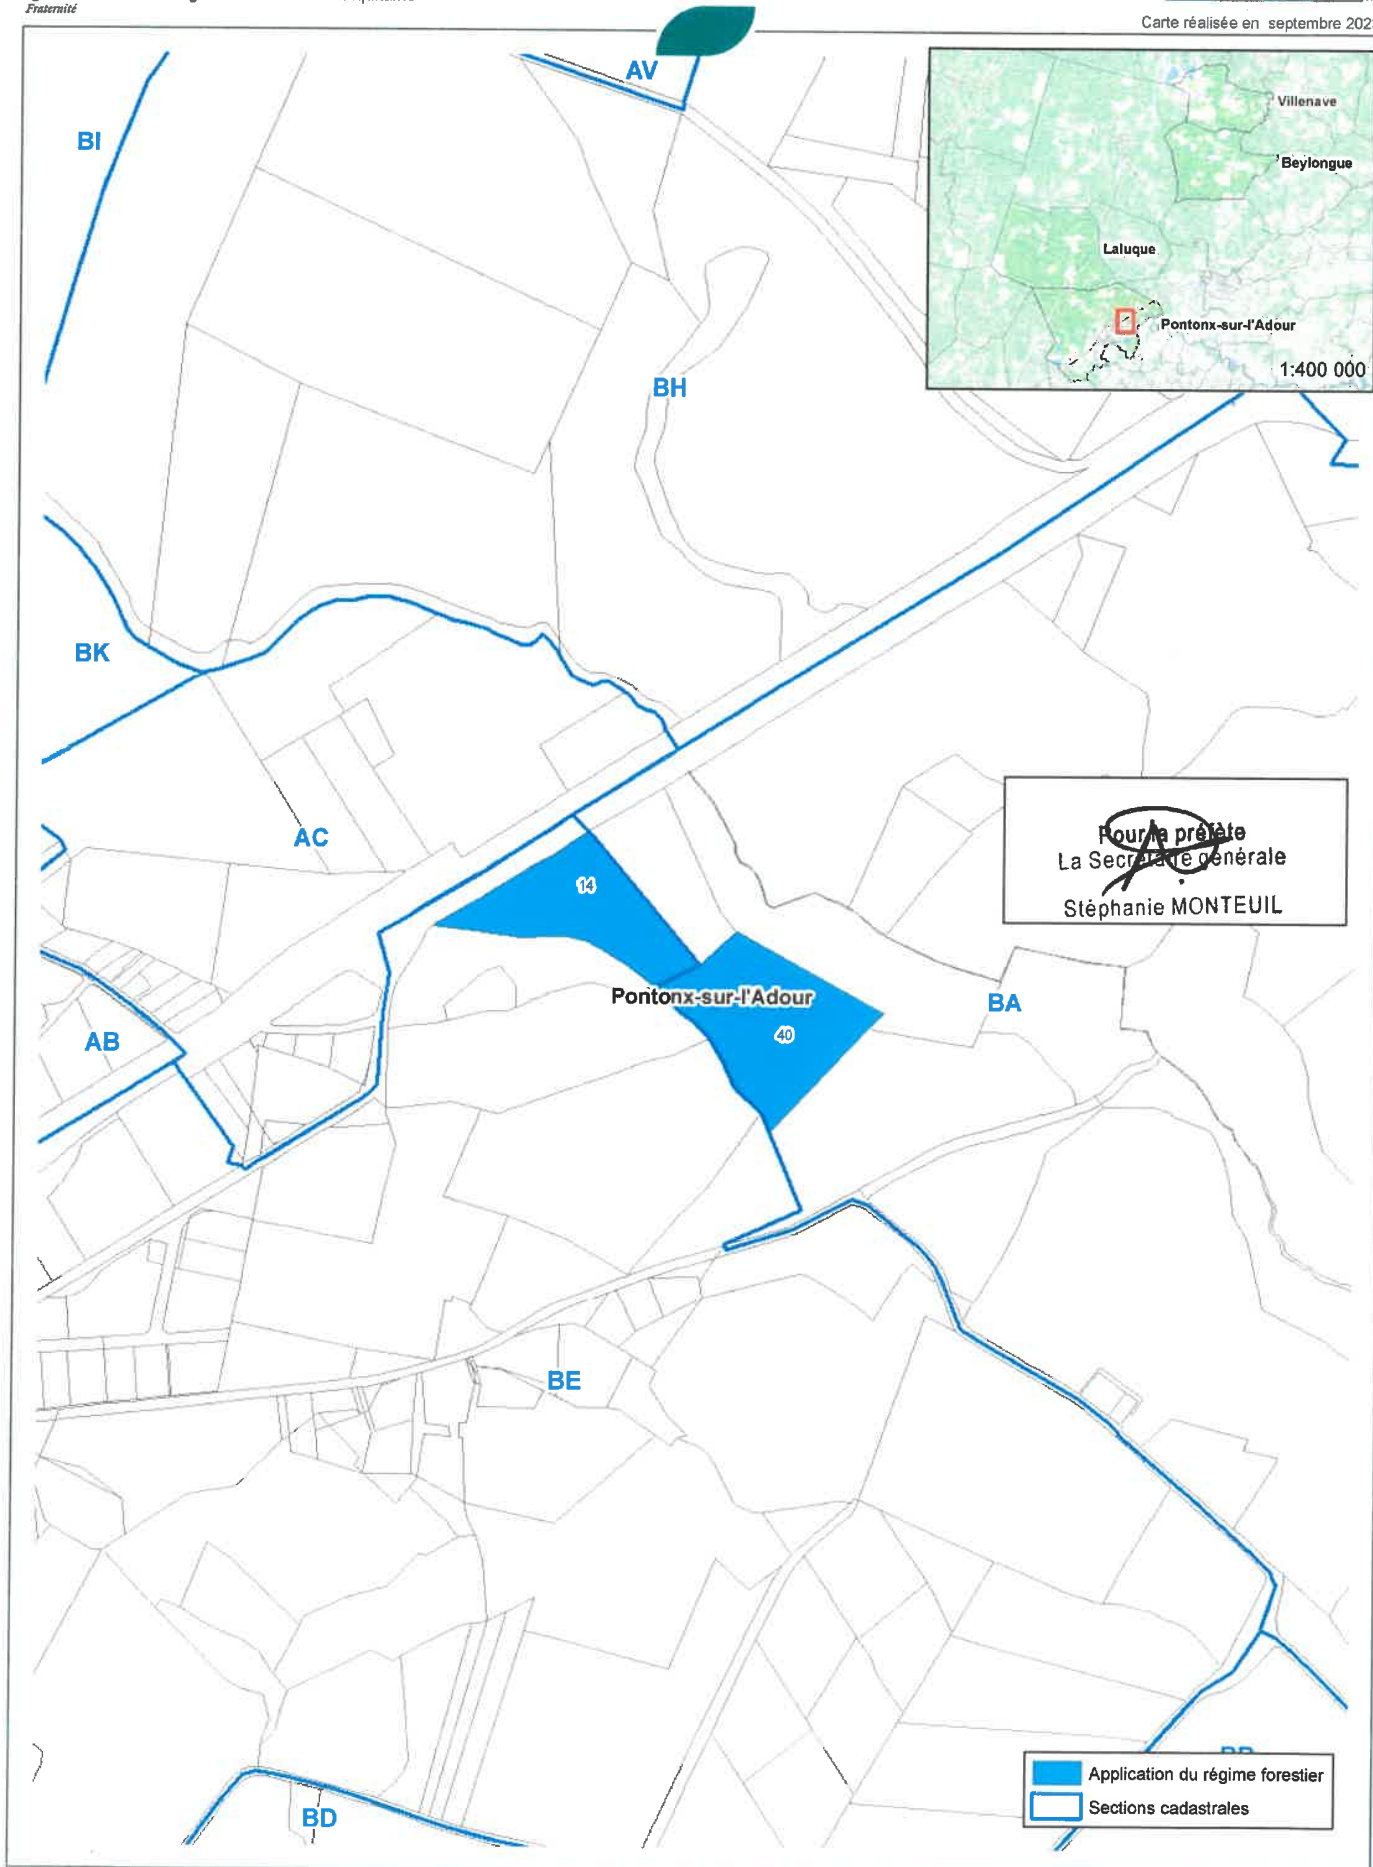 Fraternité
Carte réalisée en septembre 202
AV
BI
Villenave
Beylongue
Laluque
Pontonx-sur-l'Adour
1:400 000
BH
BK
AC
Pour la préfète
La Secrétaire générale
Stéphanie MONTEUIL
14
Pontonx-sur-l'Adour
BA
40
AB
BE
Application du régime forestier
Sections cadastrales
BD